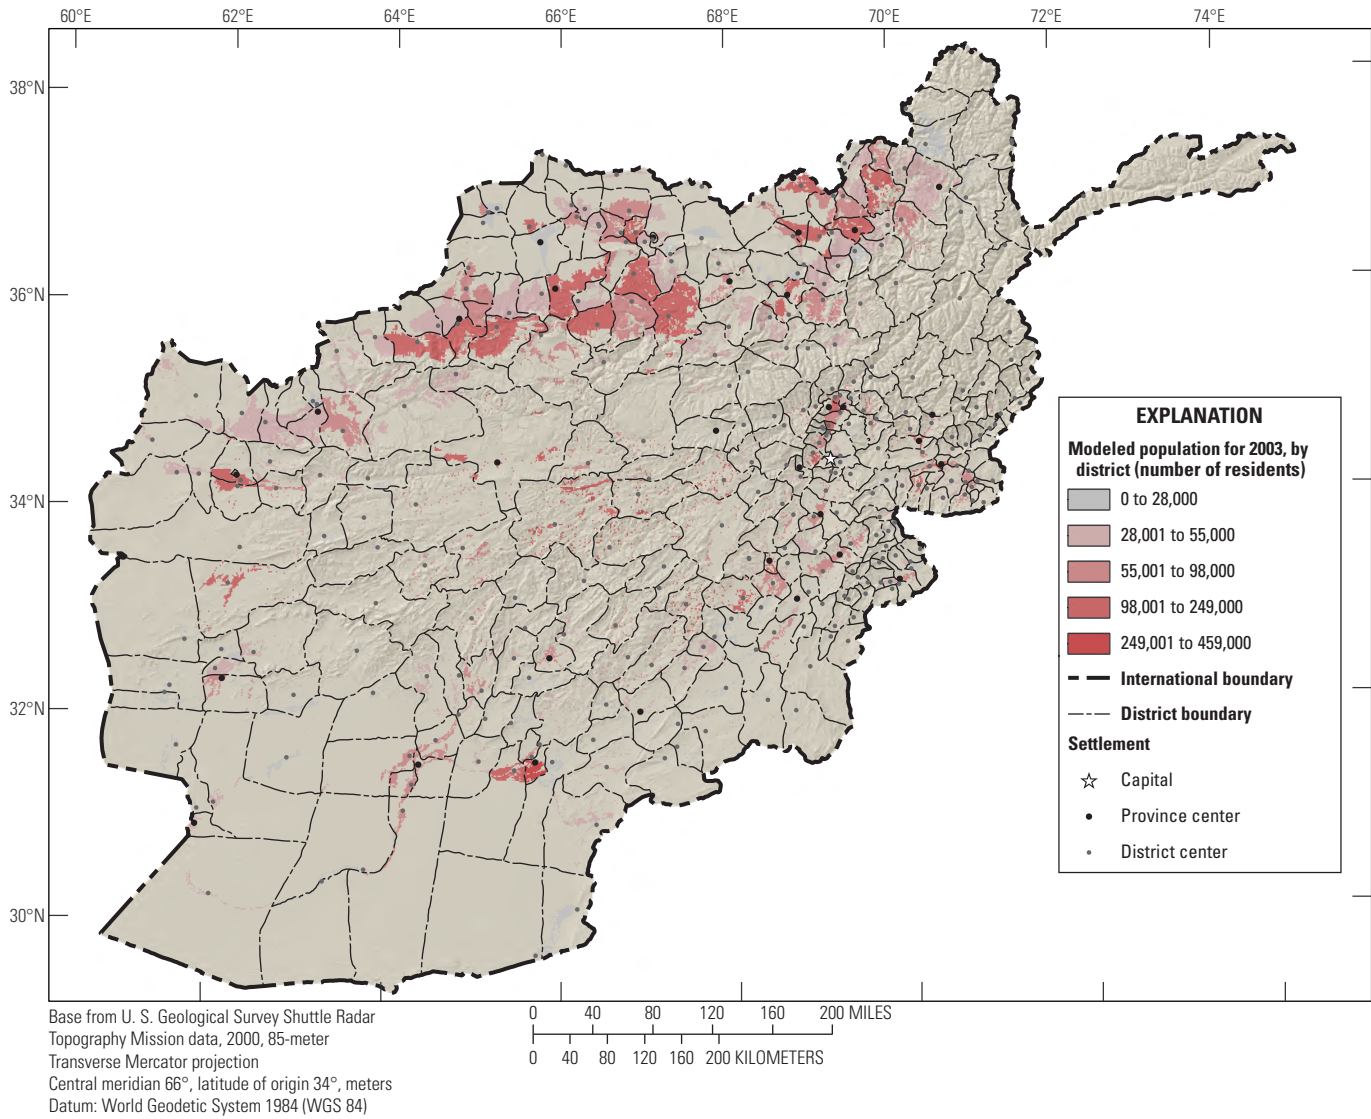 60°E 62°E 64°E 66°E 68°E 70°E 72°E 74°E
38°N
36°N
34°N
32°N
30°N
EXPLANATION
Modeled population for 2003, by
district (number of residents)
0 to 28,000
28,001 to 55,000
55,001 to 98,000
98,001 to 249,000
249,001 to 459,000
International boundary
District boundary
Settlement
Capital
Province center
District center
Base from U. S. Geological Survey Shuttle Radar
Topography Mission data, 2000, 85-meter
Transverse Mercator projection
Central meridian 66°, latitude of origin 34°, meters
Datum: World Geodetic System 1984 (WGS 84)
0 40 80 120 160 200 MILES
0 40 80 120 160 200 KILOMETERS